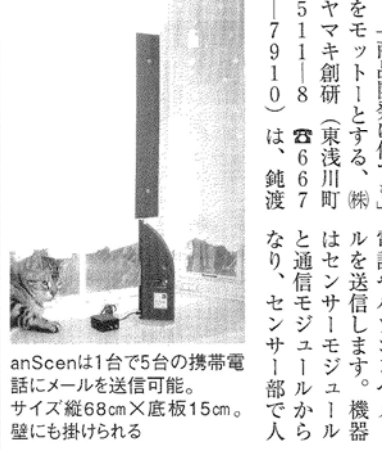 をモットーとする、㈱
ヤマキ創研（東浅川町
511―8 ☎667
―7910）は、鈍渡
ルを送信します。機器
はセンサーモジュール
と通信モジュールから
なり、センサー部で人
anScenは1台で5台の携帯電
話にメールを送信可能。
サイズ縦68㎝×底板15㎝。
壁にも掛けられる